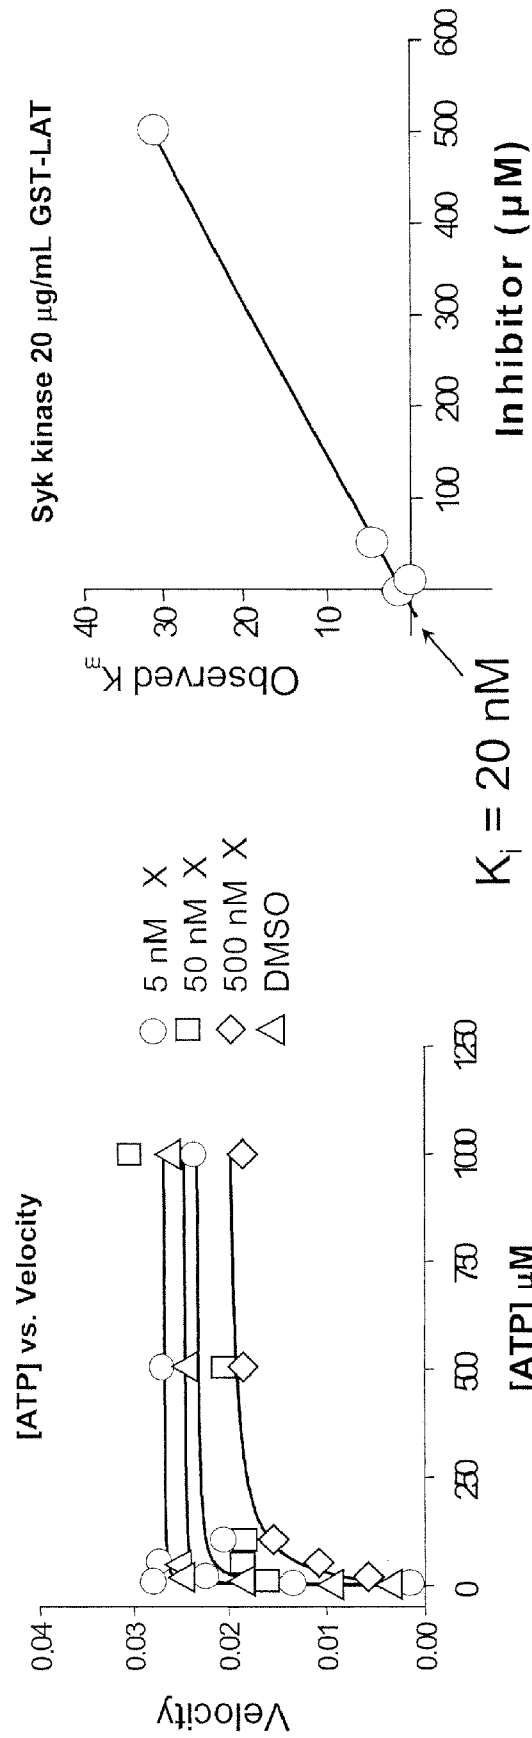 [ATP] vs. Velocity
Velocity
0.04
0.03
0.02
0.01
0.00
0
250
500
750
1000
1250
[ATP] µM
5 nM X
50 nM X
500 nM X
DMSO
Syk kinase 20 µg/mL GST-LAT
Observed Km
40
30
20
10
100
200
300
400
500
600
Inhibitor (µM)
Ki = 20 nM